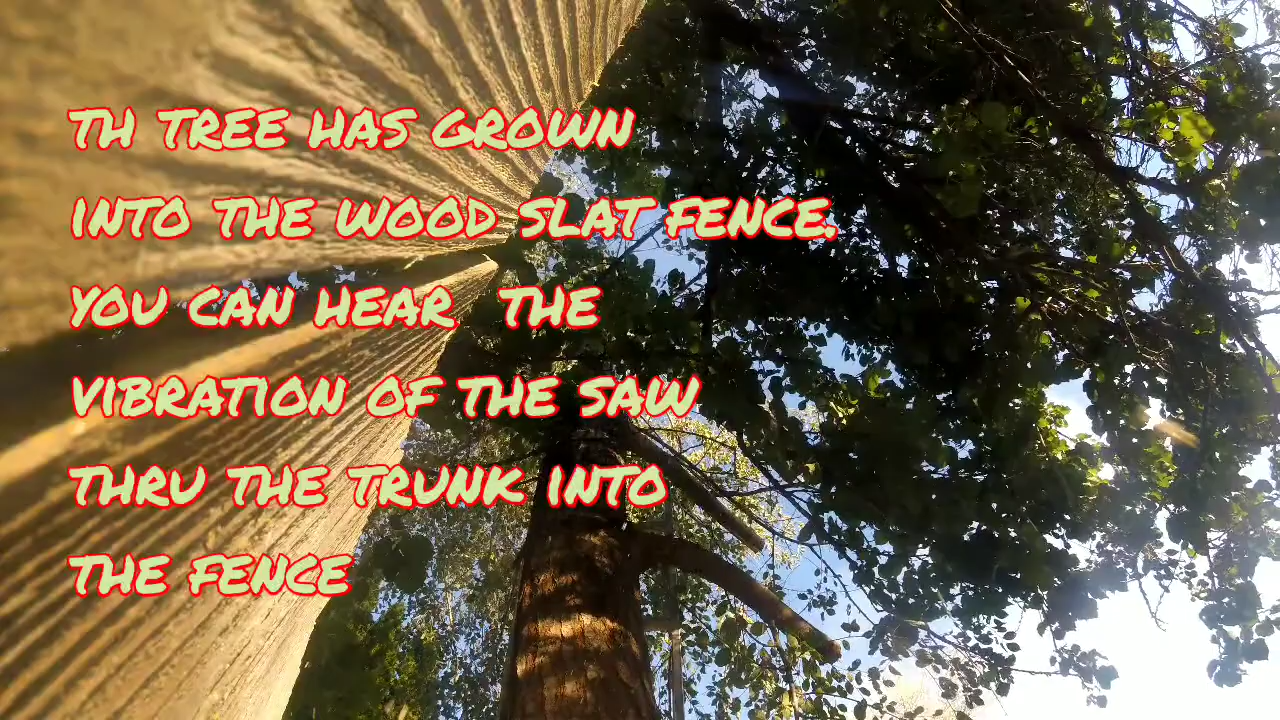 TH TREE HAS GROWN
INTO THE WOOD SLAT FENCE.
YOU CAN HEAR THE
VIBRATION OF THE SAW
THRU THE TRUNK INTO
THE FENCE